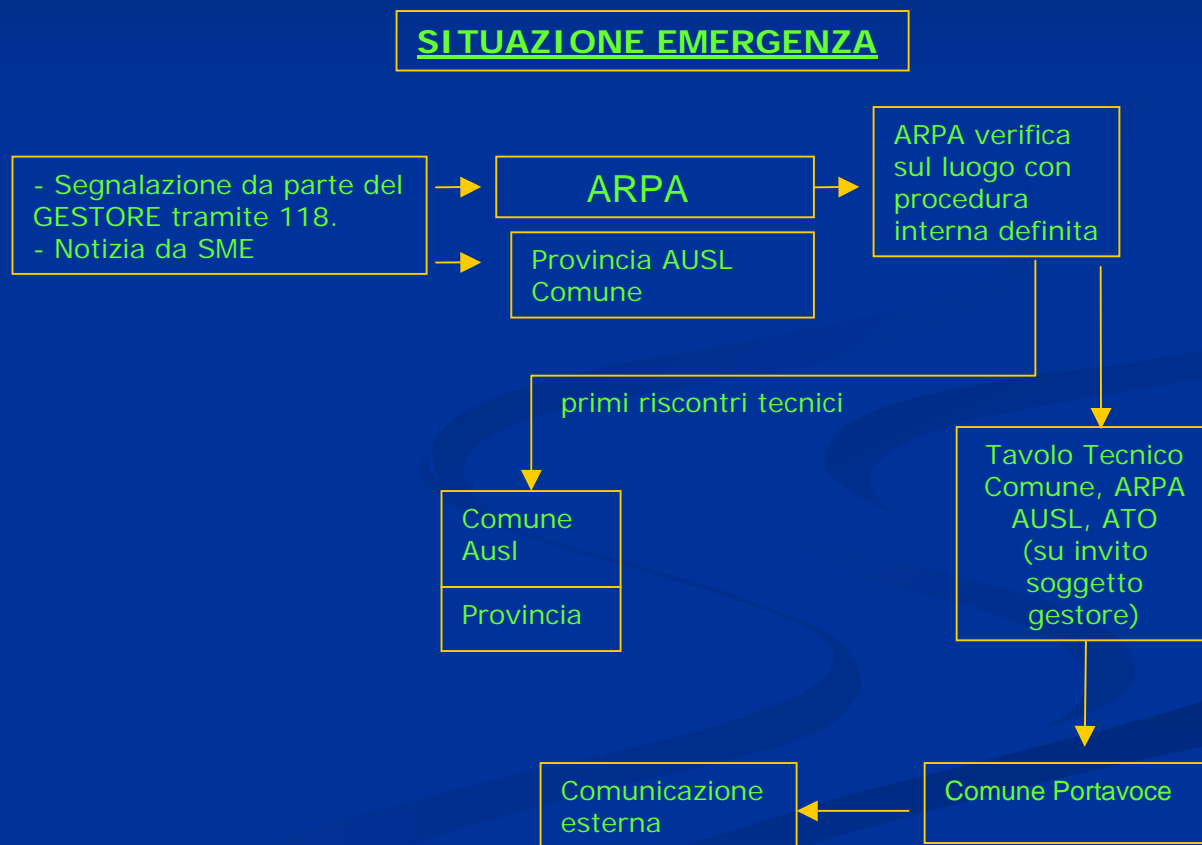 SITUAZIONE EMERGENZA
- Segnalazione da parte del
GESTORE tramite 118.
- Notizia da SME
ARPA
Provincia AUSL
Comune
ARPA verifica
sul luogo con
procedura
interna definita
primi riscontri tecnici
Comune
Ausl
Provincia
Tavolo Tecnico
Comune, ARPA
AUSL, ATO
(su invito
soggetto
gestore)
Comune Portavoce
Comunicazione
esterna